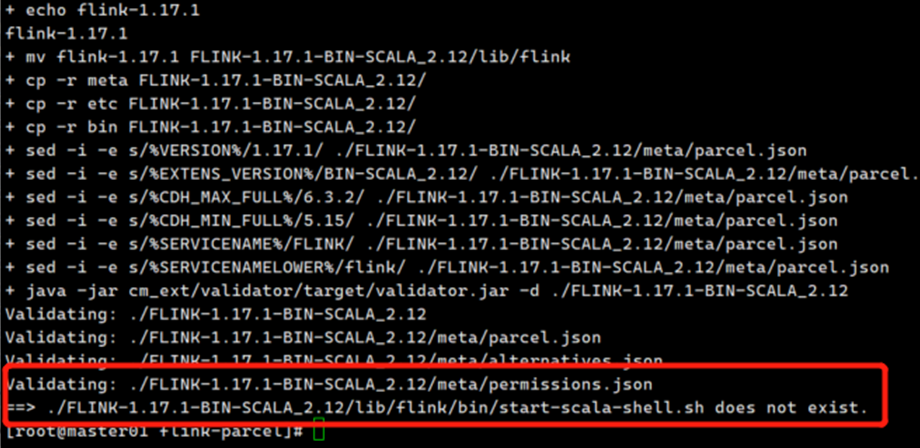 + echo flink-1.17.1
flink-1.17.1
+ mv flink-1.17.1 FLINK-1.17.1-BIN-SCALA_2.12/lib/flink
+ cp -r meta FLINK-1.17.1-BIN-SCALA_2.12/
+ cp -r etc FLINK-1.17.1-BIN-SCALA_2.12/
+ cp -r bin FLINK-1.17.1-BIN-SCALA_2.12/
+ sed -i -e s/%VERSION%/1.17.1/ ./FLINK-1.17.1-BIN-SCALA_2.12/meta/parcel.json
+ sed -i -e s/%EXTENS_VERSION%/BIN-SCALA_2.12/ ./FLINK-1.17.1-BIN-SCALA_2.12/meta/parcel.
+ sed -i -e s/%CDH_MAX_FULL%/6.3.2/ ./FLINK-1.17.1-BIN-SCALA_2.12/meta/parcel.json
+ sed -i -e s/%CDH_MIN_FULL%/5.15/ ./FLINK-1.17.1-BIN-SCALA_2.12/meta/parcel.json
+ sed -i -e s/%SERVICENAME%/FLINK/ ./FLINK-1.17.1-BIN-SCALA_2.12/meta/parcel.json
+ sed -i -e s/%SERVICENAMELOWER%/flink/ ./FLINK-1.17.1-BIN-SCALA_2.12/meta/parcel.json
+ java -jar cm_ext/validator/target/validator.jar -d ./FLINK-1.17.1-BIN-SCALA_2.12
Validating: ./FLINK-1.17.1-BIN-SCALA_2.12
Validating: ./FLINK-1.17.1-BIN-SCALA_2.12/meta/parcel.json
Validating: ./FLINK-1.17.1-BIN-SCALA_2.12/meta/alternatives.json
Validating: ./FLINK-1.17.1-BIN-SCALA_2.12/meta/permissions.json
==> ./FLINK-1.17.1-BIN-SCALA_2.12/lib/flink/bin/start-scala-shell.sh does not exist.
[root@master01 flink-parcel]#